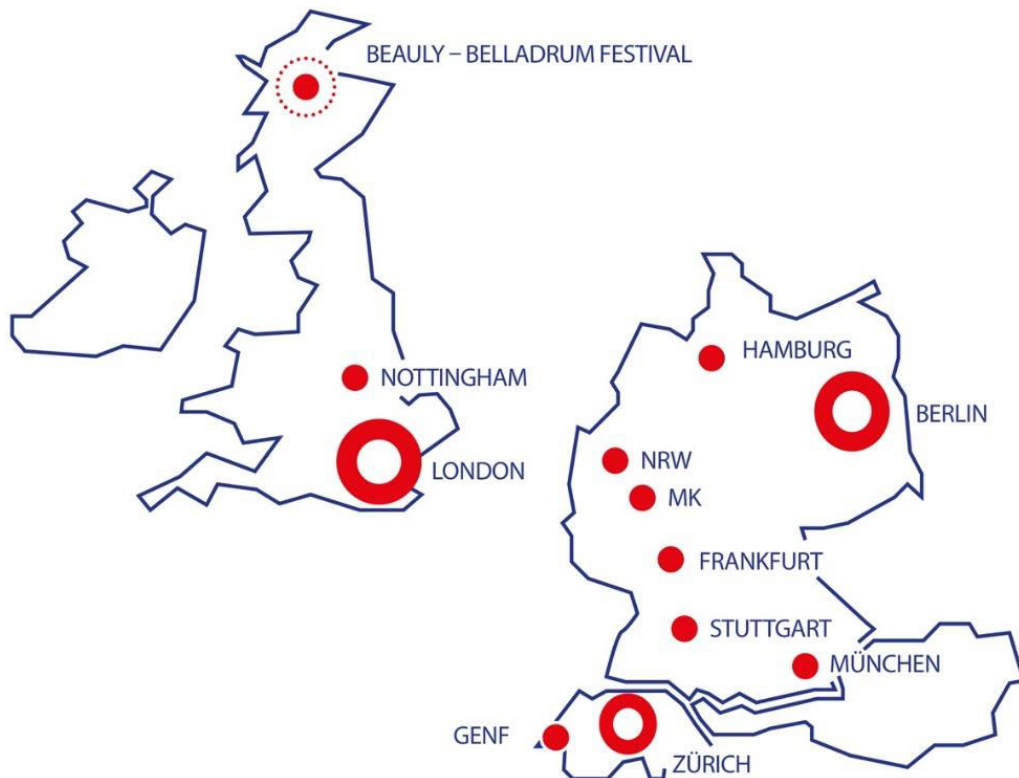 BEAULY – BELLADRUM FESTIVAL
HAMBURG
NOTTINGHAM
BERLIN
NRW
LONDON
MK
FRANKFURT
STUTTGART
MÜNCHEN
GENF
ZÜRICH